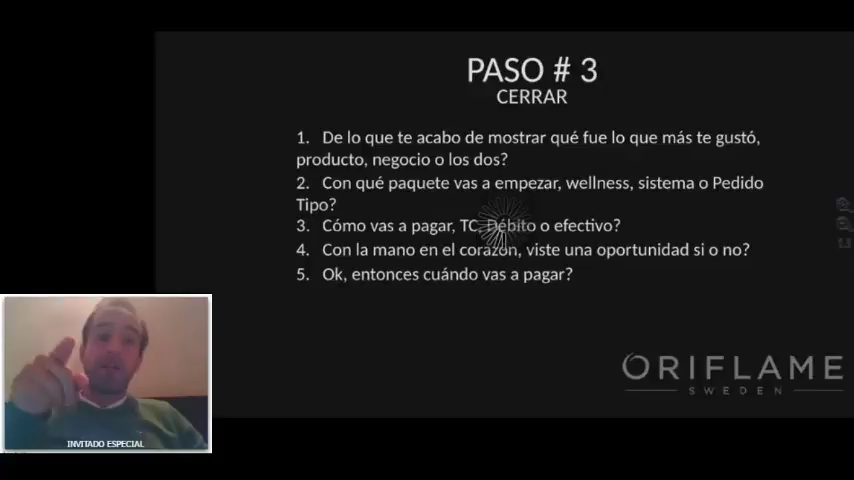 PASO # 3
CERRAR
1. De lo que te acabo de mostrar qué fue lo que más te gustó,
producto, negocio o los dos?
2. Con qué paquete vas a empezar, wellness, sistema o Pedido
Tipo?
3. Cómo vas a pagar, TC, Débito o efectivo?
4. Con la mano en el corazón, viste una oportunidad si o no?
5. Ok, entonces cuándo vas a pagar?
ORIFLAME
SWEDEN
INVITADO ESPECIAL